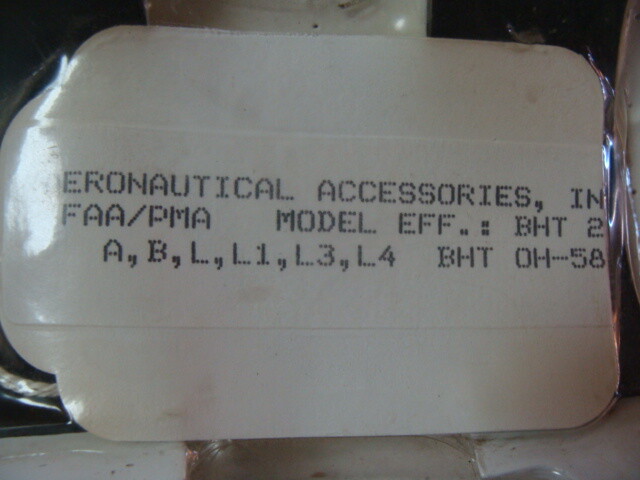 ERONAUTICAL ACCESSORIES, IN
FAA/PMA MODEL EFF.: BHT 2
A,B,L,L1,L3,L4 BHT OH-58